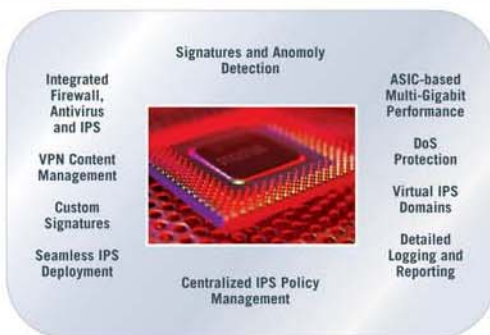 Signatures and Anomoly
Detection
Integrated
Firewall,
Antivirus
and IPS
VPN Content
Management
Custom
Signatures
Seamless IPS
Deployment
ASIC-based
Multi-Gigabit
Performance
DoS
Protection
Virtual IPS
Domains
Detailed
Logging and
Reporting
Centralized IPS Policy
Management